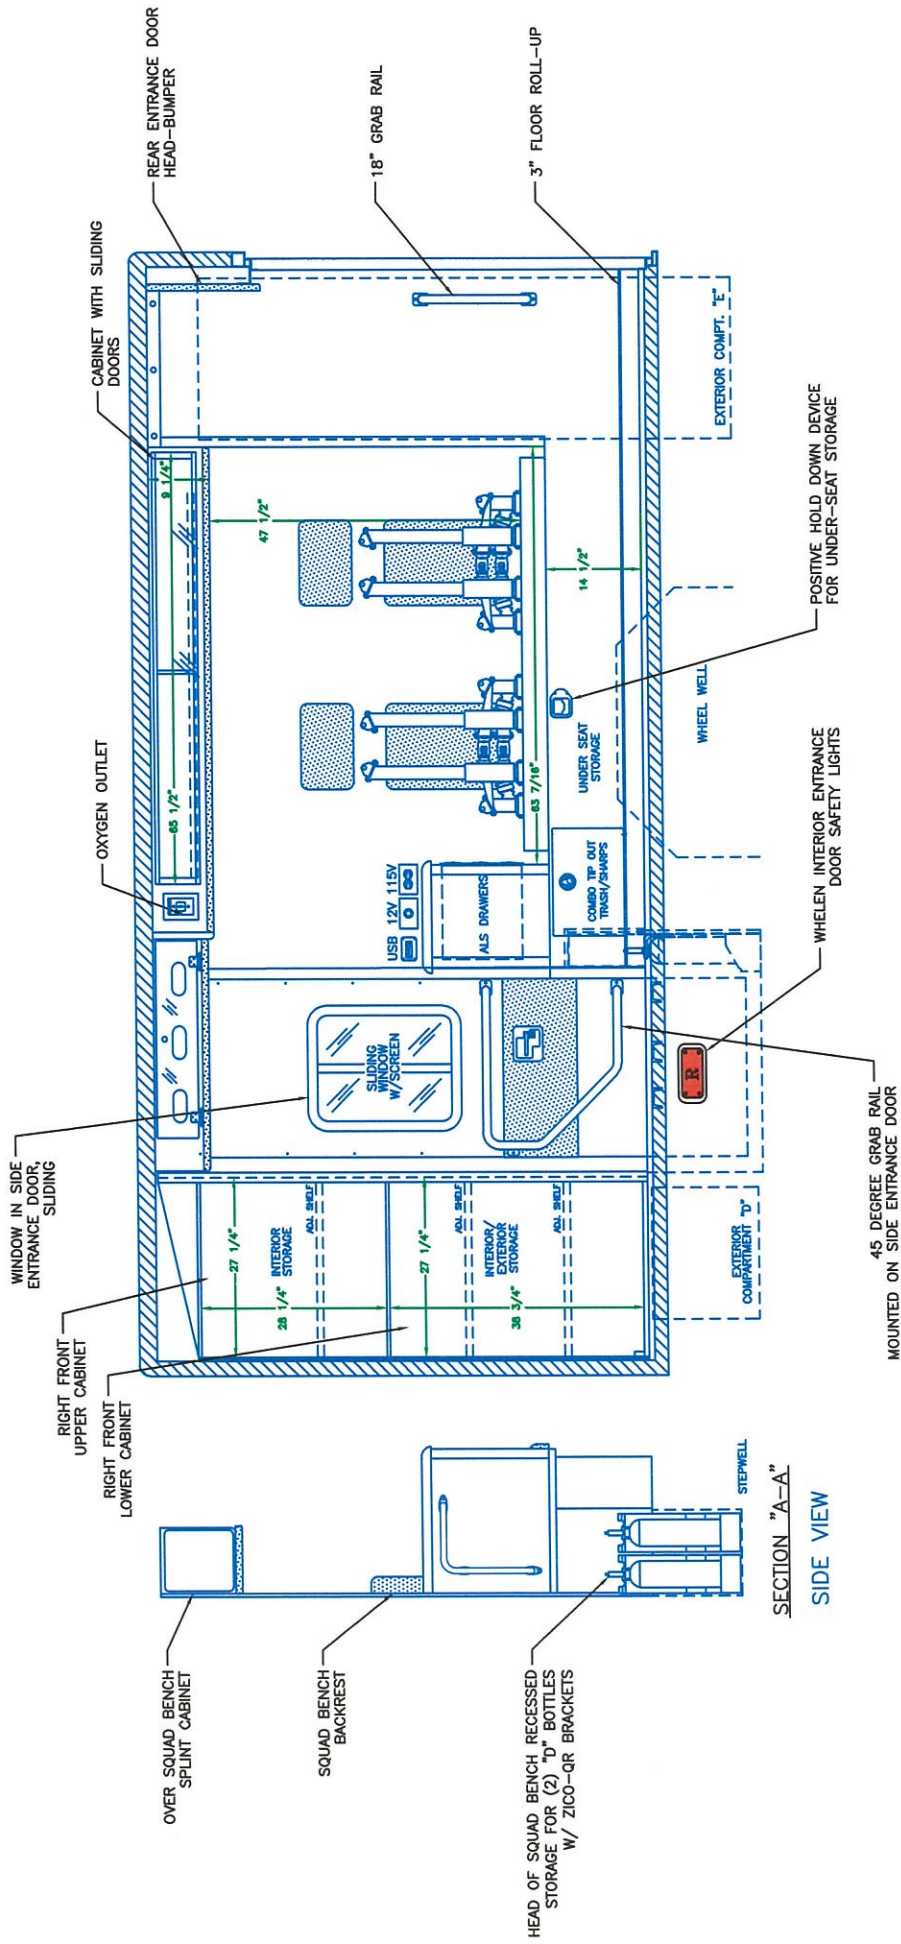 WINDOW IN SIDE
ENTRANCE DOOR,
SLIDING
OXYGEN OUTLET
CABINET WITH SLIDING
DOORS
REAR ENTRANCE DOOR
HEAD-BUMPER
18" GRAB RAIL
3" FLOOR ROLL-UP
RIGHT FRONT
UPPER CABINET
RIGHT FRONT
LOWER CABINET
65 1/2"
9 1/4"
47 1/2"
27 1/4"
INTERIOR
STORAGE
28 1/4"
ADJ. SHELF
27 1/4"
ADJ. SHELF
INTERIOR/
EXTERIOR
STORAGE
38 3/4"
ADJ. SHELF
SLIDING
WINDOW
W/SCREEN
USB 12V 115V
ALS DRAWERS
63 7/16"
14 1/2"
COMBO TIP OUT
TRASH/SHARPS
UNDER SEAT
STORAGE
EXTERIOR
COMPARTMENT "D"
R
WHEEL WELL
EXTERIOR COMPT. "E"
45 DEGREE GRAB RAIL
MOUNTED ON SIDE ENTRANCE DOOR
WHELEN INTERIOR ENTRANCE
DOOR SAFETY LIGHTS
POSITIVE HOLD DOWN DEVICE
FOR UNDER-SEAT STORAGE
OVER SQUAD BENCH
SPLINT CABINET
SQUAD BENCH
BACKREST
HEAD OF SQUAD BENCH RECESSED
STORAGE FOR (2) "D" BOTTLES
W/ ZICO-QR BRACKETS
STEPWELL
SECTION "A-A"
SIDE VIEW